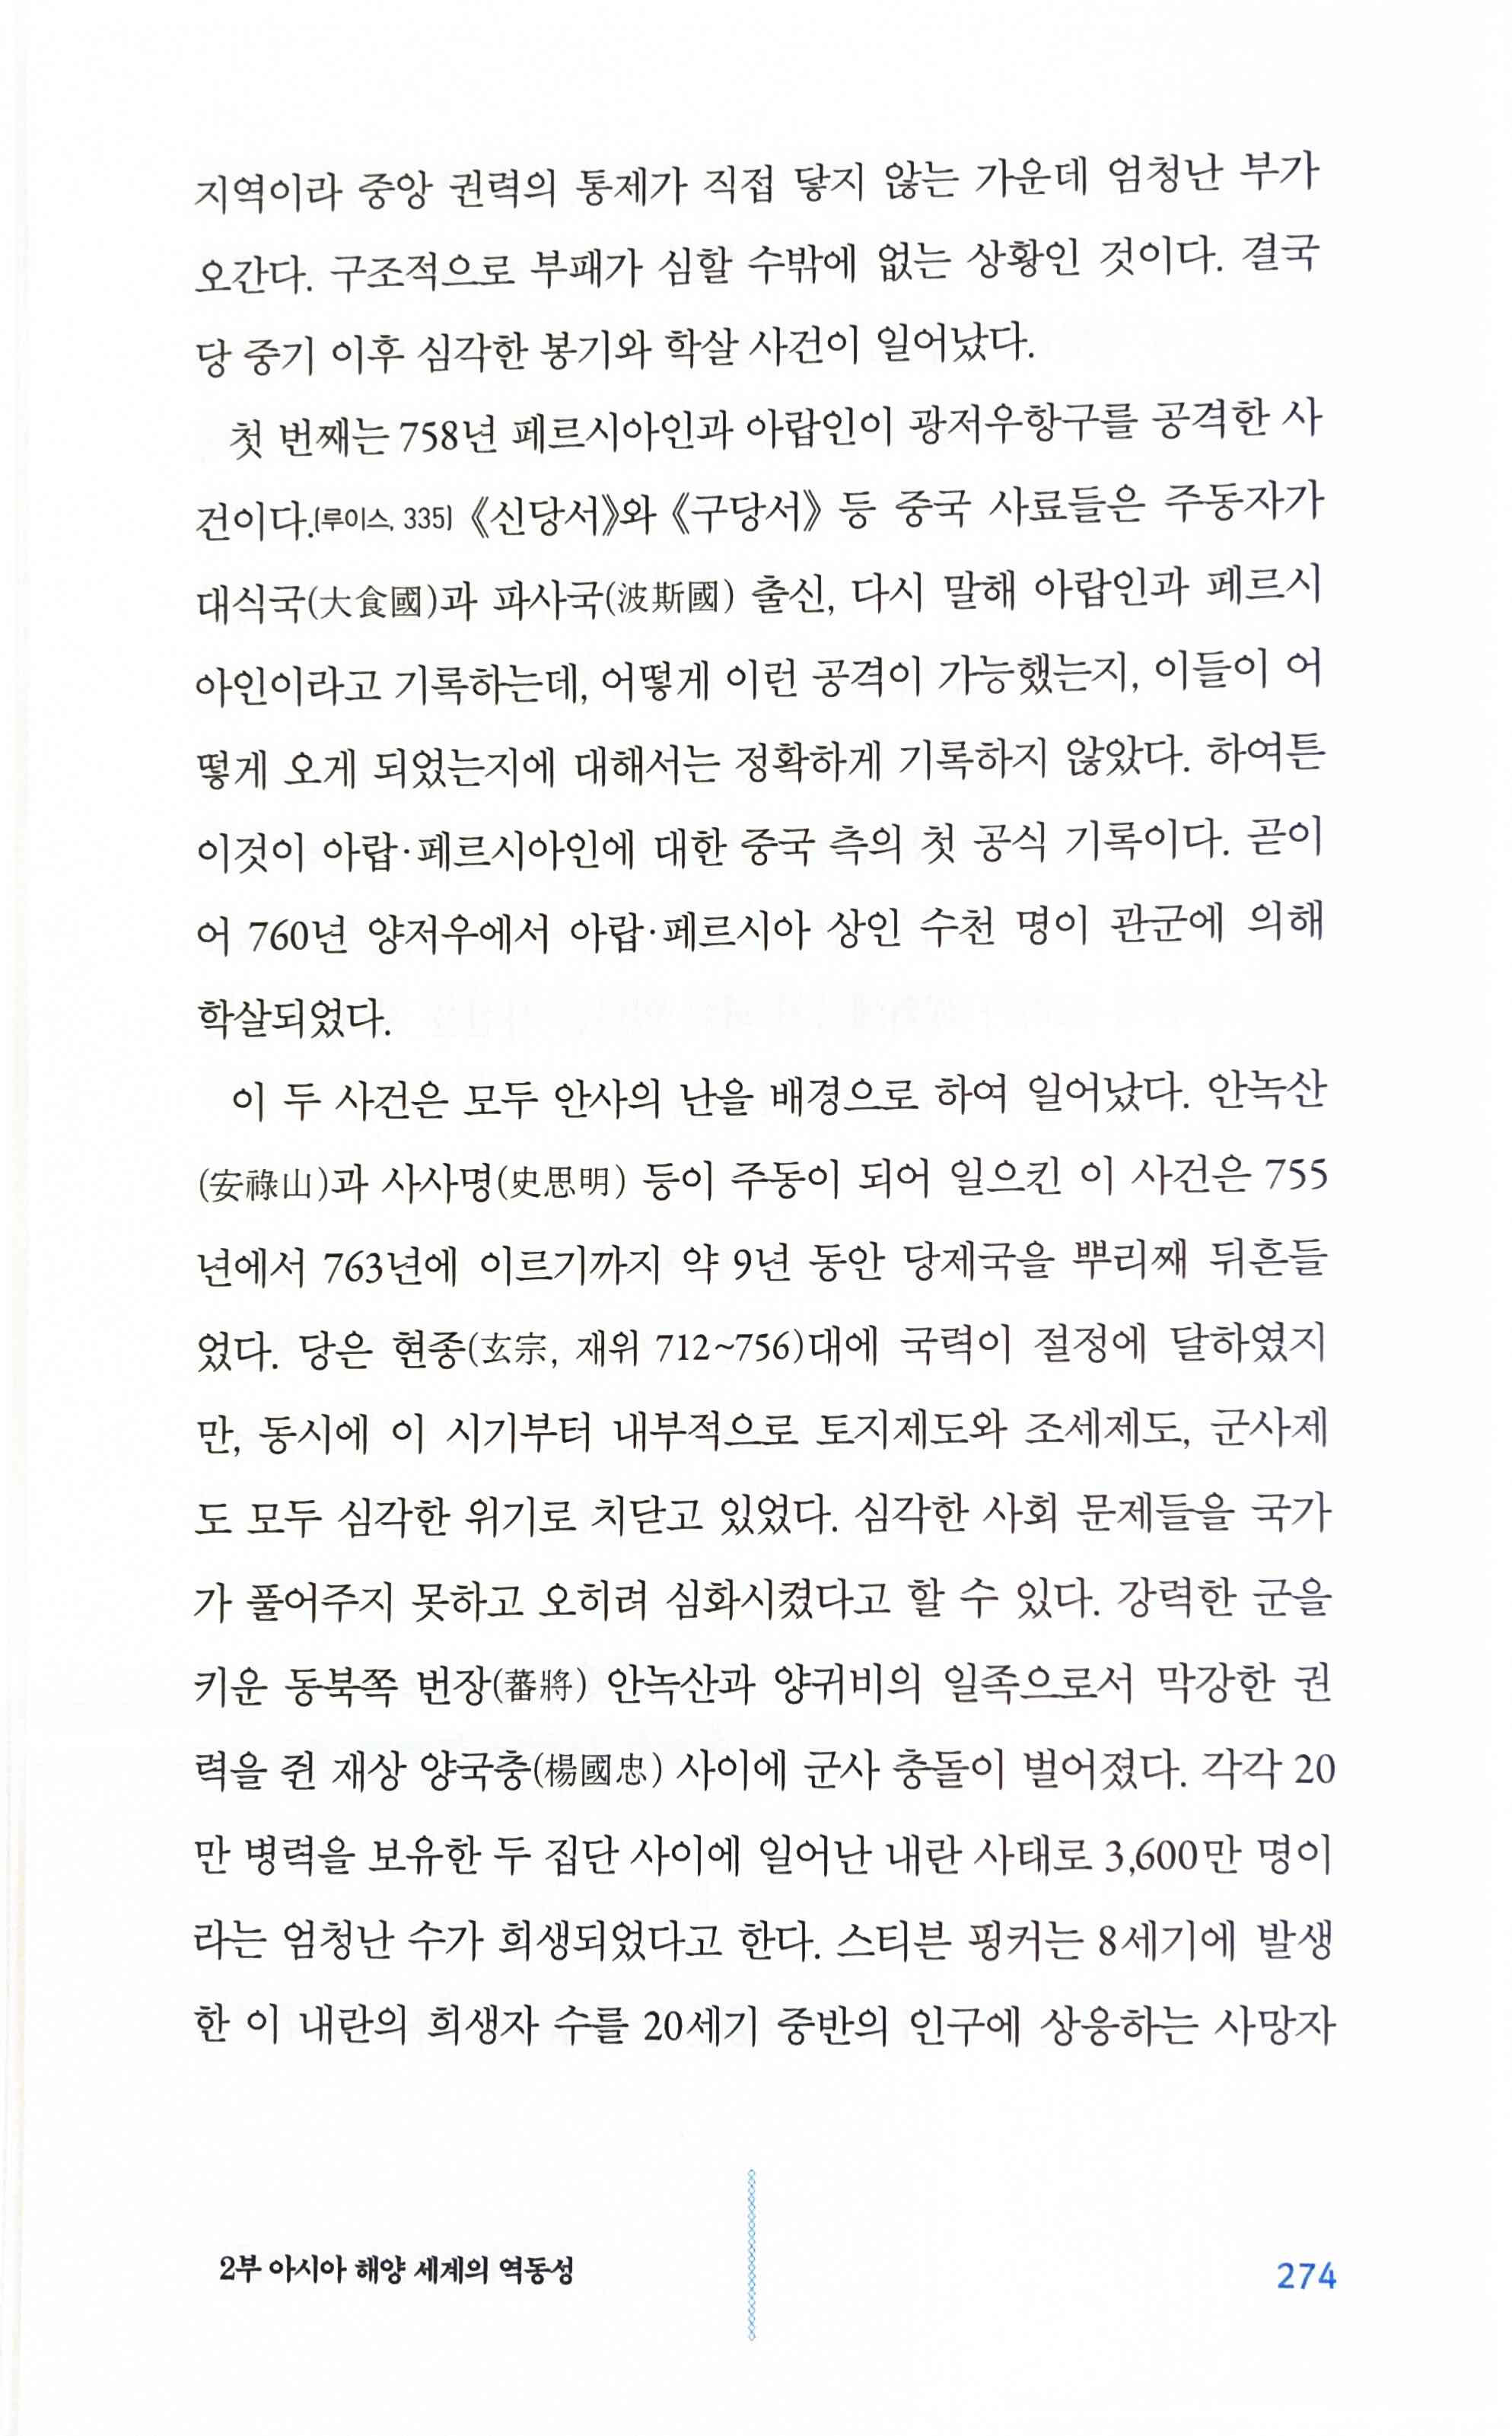 지역이라 중앙 권력의 통제가 직접 닿지 않는 가운데 엄청난 부가
오간다. 구조적으로 부패가 심할 수밖에 없는 상황인 것이다. 결국
당 중기 이후 심각한 봉기와 학살 사건이 일어났다.
첫 번째는 758년 페르시아인과 아랍인이 광저우항구를 공격한 사
건이다.[루이스, 335] 《신당서》와 《구당서》 등 중국 사료들은 주동자가
대식국(大食國)과 파사국(波斯國) 출신, 다시 말해 아랍인과 페르시
아인이라고 기록하는데, 어떻게 이런 공격이 가능했는지, 이들이 어
떻게 오게 되었는지에 대해서는 정확하게 기록하지 않았다. 하여튼
이것이 아랍·페르시아인에 대한 중국 측의 첫 공식 기록이다. 곧이
어 760년 양저우에서 아랍·페르시아 상인 수천 명이 관군에 의해
학살되었다.
이 두 사건은 모두 안사의 난을 배경으로 하여 일어났다. 안녹산
(安祿山)과 사사명(史思明) 등이 주동이 되어 일으킨 이 사건은 755
년에서 763년에 이르기까지 약 9년 동안 당제국을 뿌리째 뒤흔들
었다. 당은 현종(玄宗, 재위 712~756)대에 국력이 절정에 달하였지
만, 동시에 이 시기부터 내부적으로 토지제도와 조세제도, 군사제
도 모두 심각한 위기로 치닫고 있었다. 심각한 사회 문제들을 국가
가 풀어주지 못하고 오히려 심화시켰다고 할 수 있다. 강력한 군을
키운 동북쪽 번장(蕃將) 안녹산과 양귀비의 일족으로서 막강한 권
력을 쥔 재상 양국충(楊國忠) 사이에 군사 충돌이 벌어졌다. 각각 20
만 병력을 보유한 두 집단 사이에 일어난 내란 사태로 3,600만 명이
라는 엄청난 수가 희생되었다고 한다. 스티븐 핑커는 8세기에 발생
한 이 내란의 희생자 수를 20세기 중반의 인구에 상응하는 사망자
2부 아시아 해양 세계의 역동성
274